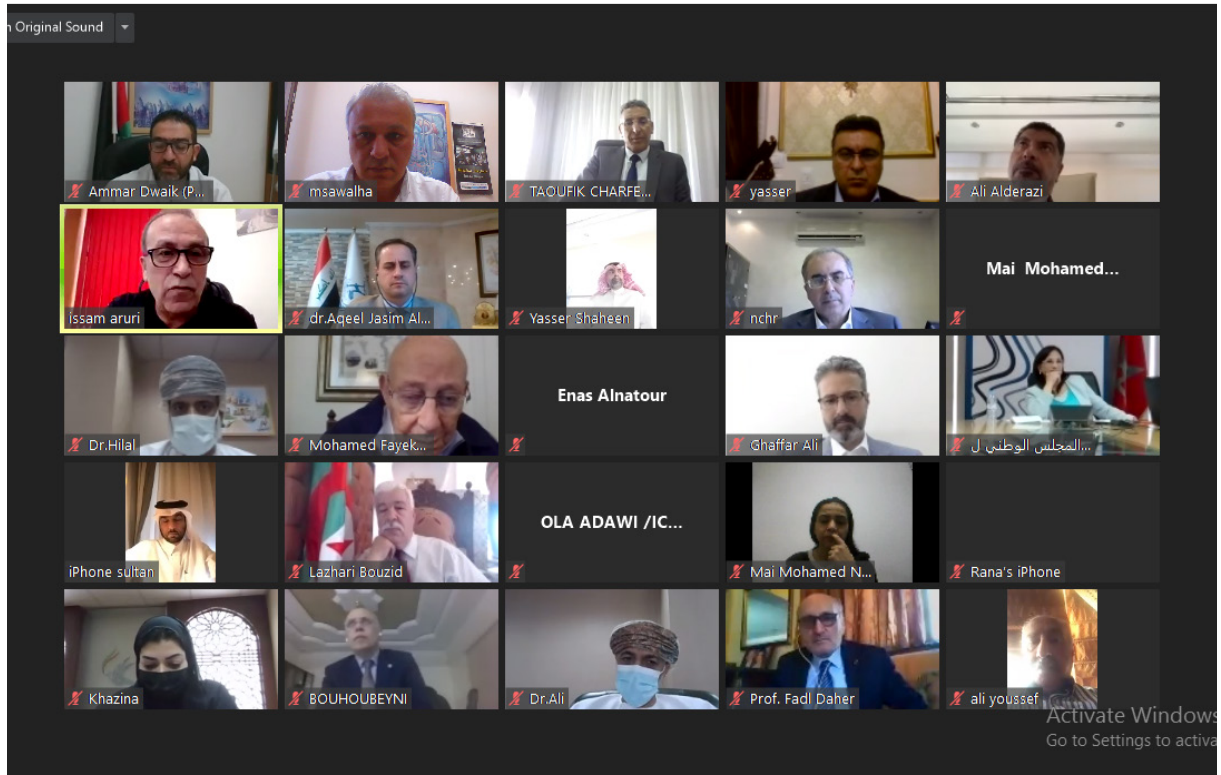 n Original Sound
Ammar Dwaik (P...
msawalha
TAOUFIK CHARFE...
yasser
Ali Alderazi
issam aruri
dr.Aqeel Jasim Al...
Yasser Shaheen
nchr
Mai Mohamed...
Dr.Hilal
Mohamed Fayek...
Enas Alnatour
Ghaffar Ali
المجلس الوطني ل...
iPhone sultan
Lazhari Bouzid
OLA ADAWI /IC...
Mai Mohamed N...
Rana's iPhone
Khazina
BOUHOUBEYNI
Dr.Ali
Prof. Fadl Daher
ali youssef
Activate Windows
Go to Settings to activa